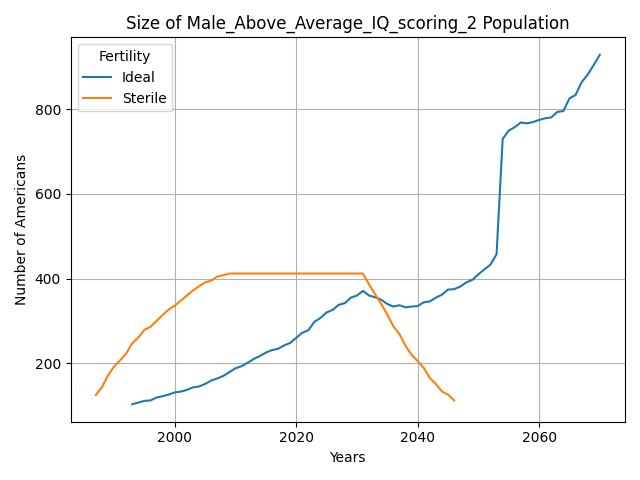 Size of Male_Above_Average_IQ_scoring_2 Population
Fertility
Ideal
Sterile
Number of Americans
800
600
400
200
2000
2020
2040
2060
Years